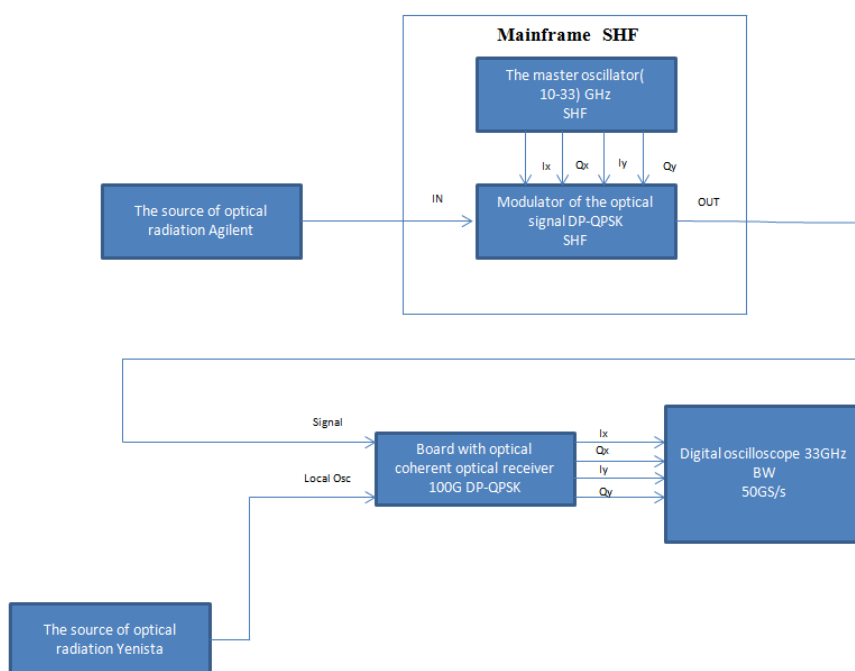 Mainframe SHF
The master oscillator(
10-33) GHz
SHF
Ix Qx Iy Qy
The source of optical
radiation Agilent
IN
Modulator of the optical
signal DP-QPSK
SHF
OUT
Signal
Local Osc
Board with optical
coherent optical receiver
100G DP-QPSK
Ix
Qx
Iy
Qy
Digital oscilloscope 33GHz
BW
50GS/s
The source of optical
radiation Yenista